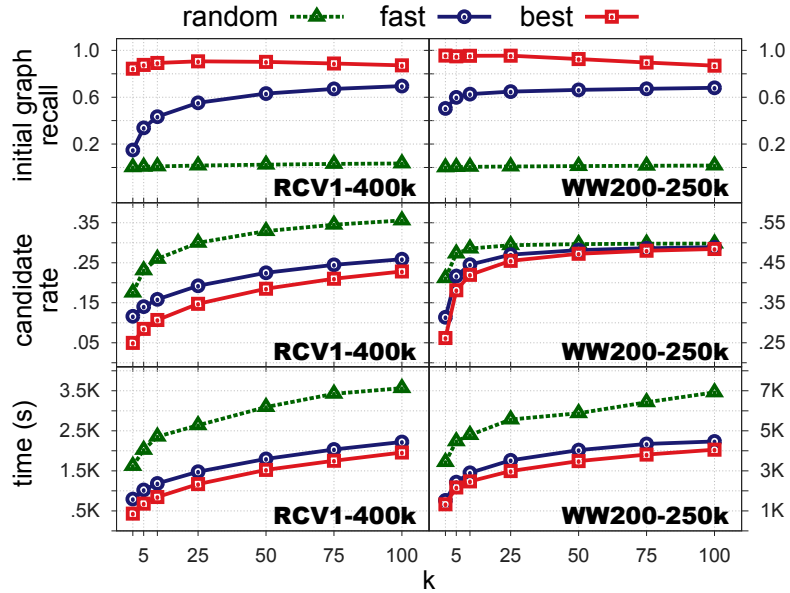 random fast best
initial graph recall
1.0
0.6
0.2
1.0
0.6
0.2
RCV1-400k
WW200-250k
candidate rate
.35
.25
.15
.05
.55
.45
.35
.25
RCV1-400k
WW200-250k
time (s)
3.5K
2.5K
1.5K
.5K
7K
5K
3K
1K
RCV1-400k
WW200-250k
5 25 50 75 100
5 25 50 75 100
k